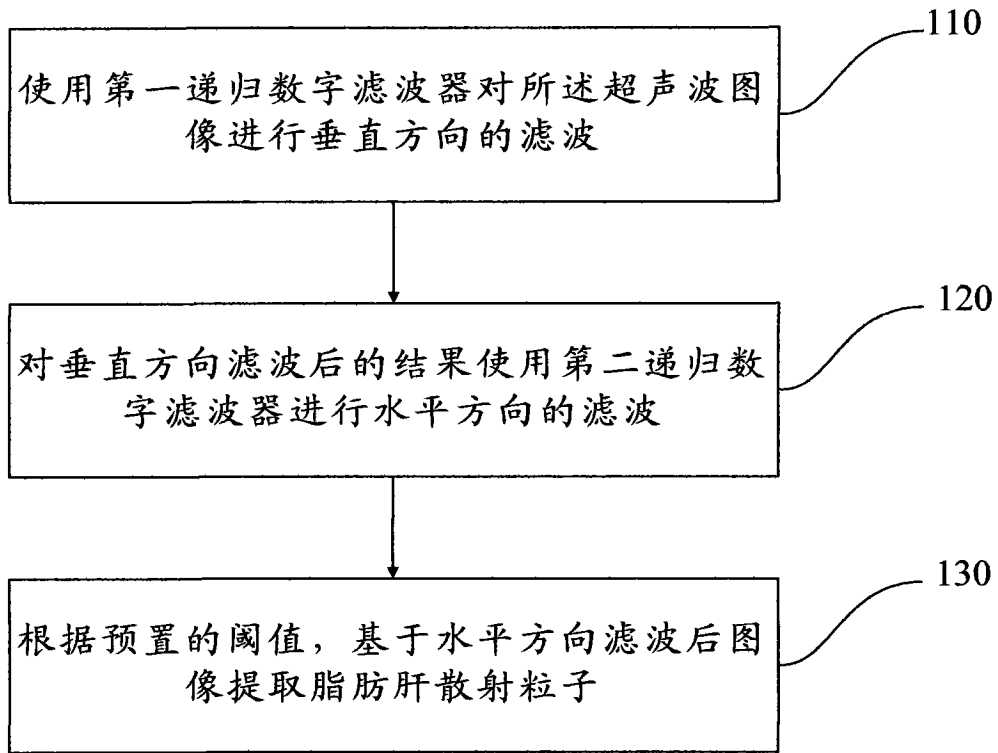 110
使用第一递归数字滤波器对所述超声波图
像进行垂直方向的滤波
120
对垂直方向滤波后的结果使用第二递归数
字滤波器进行水平方向的滤波
130
根据预置的阈值，基于水平方向滤波后图
像提取脂肪肝散射粒子